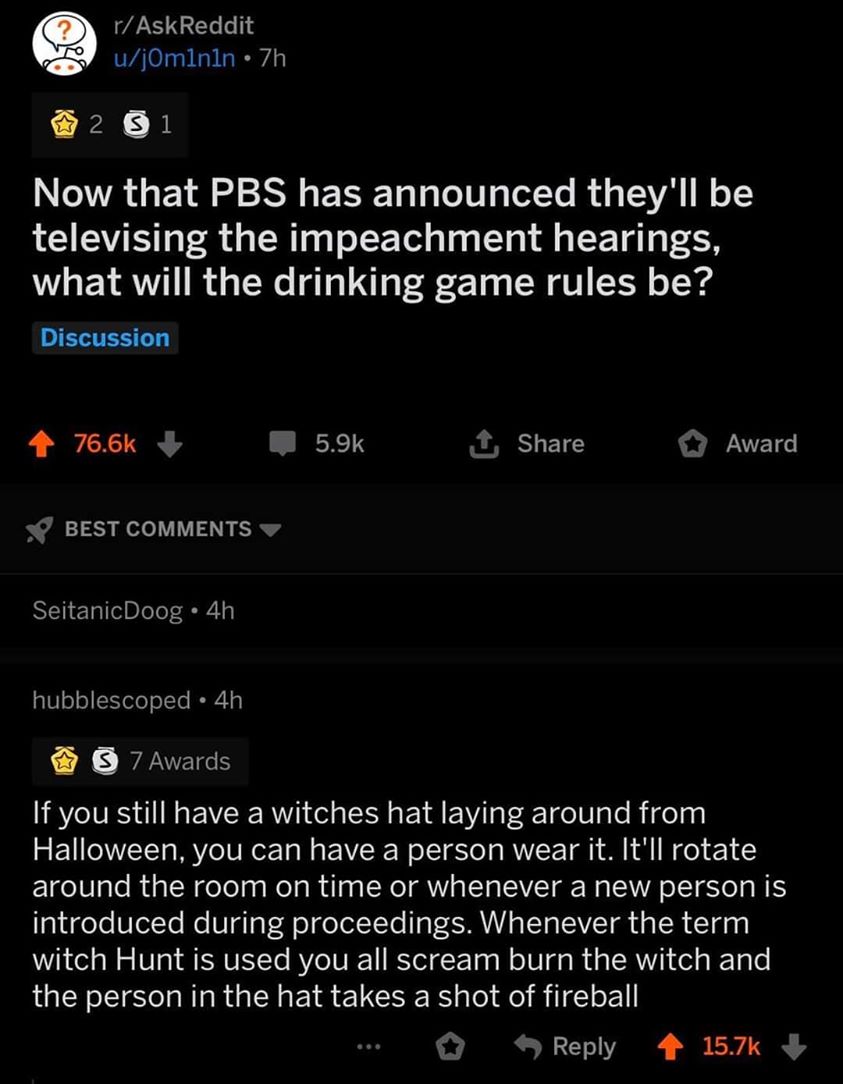 r/AskReddit
u/j0m1n1n • 7h
2 S 1
Now that PBS has announced they'll be
televising the impeachment hearings,
what will the drinking game rules be?
Discussion
76.6k 5.9k Share Award
BEST COMMENTS
SeitanicDoog • 4h
hubblescoped • 4h
S 7 Awards
If you still have a witches hat laying around from
Halloween, you can have a person wear it. It'll rotate
around the room on time or whenever a new person is
introduced during proceedings. Whenever the term
witch Hunt is used you all scream burn the witch and
the person in the hat takes a shot of fireball
... Reply 15.7k